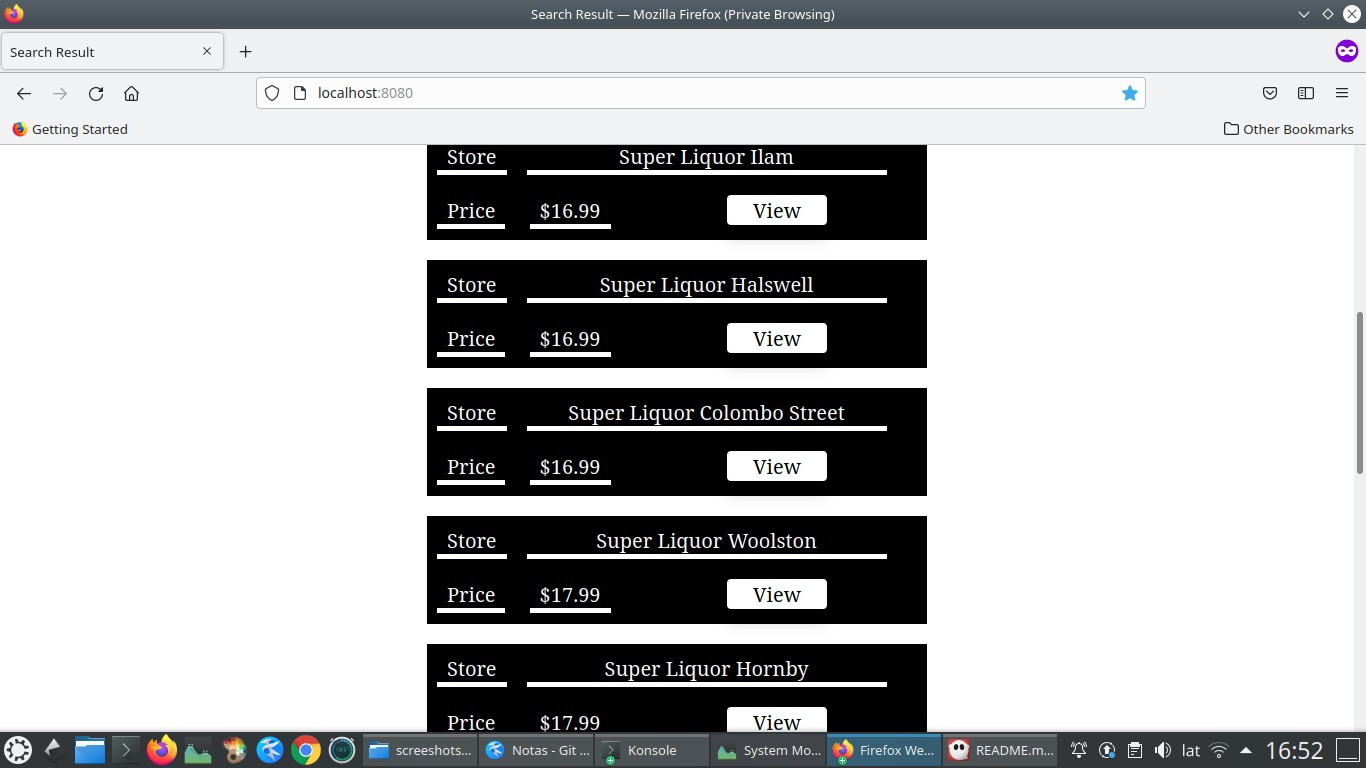 Search Result — Mozilla Firefox (Private Browsing)
Search Result
localhost:8080
Getting Started
Other Bookmarks
Store Super Liquor Ilam
Price $16.99 View
Store Super Liquor Halswell
Price $16.99 View
Store Super Liquor Colombo Street
Price $16.99 View
Store Super Liquor Woolston
Price $17.99 View
Store Super Liquor Hornby
Price $17.99 View
screeshots... Notas - Git ... Konsole System Mo... Firefox We... README.m... lat 16:52